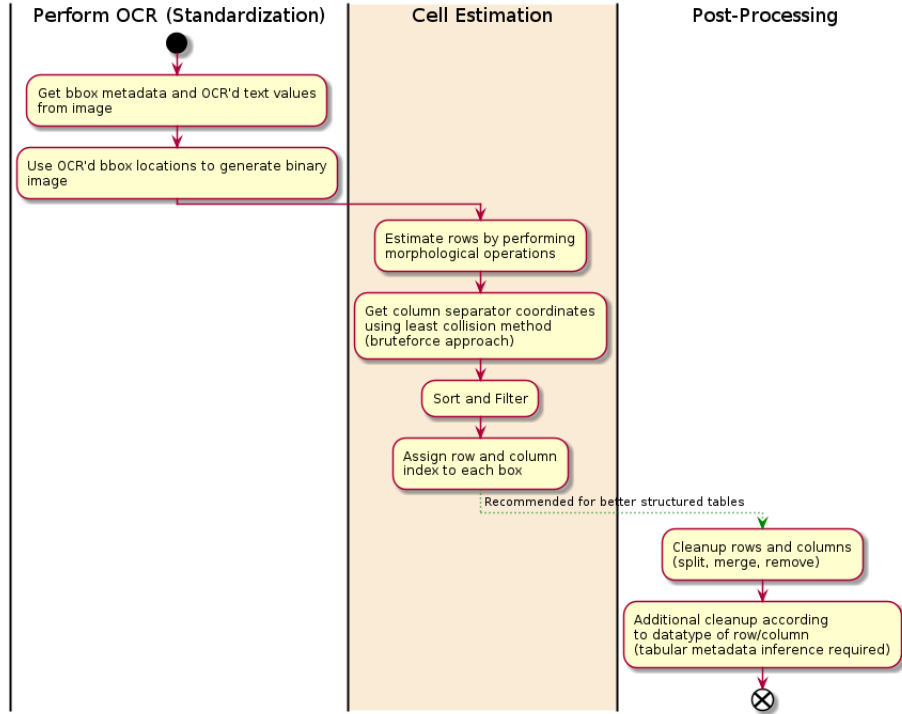 Perform OCR (Standardization)
Cell Estimation
Post-Processing
Get bbox metadata and OCR'd text values
from image
Use OCR'd bbox locations to generate binary
image
Estimate rows by performing
morphological operations
Get column separator coordinates
using least collision method
(bruteforce approach)
Sort and Filter
Assign row and column
index to each box
Recommended for better structured tables
Cleanup rows and columns
(split, merge, remove)
Additional cleanup according
to datatype of row/column
(tabular metadata inference required)